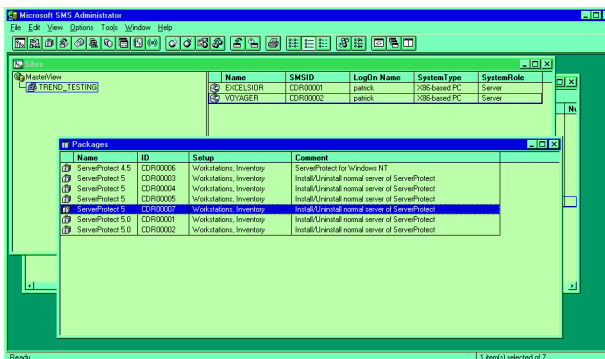 Microsoft SMS Administrator
File Edit View Options Tools Window Help
Sites
MasterView
TREND_TESTING
Name SMSID LogOn Name SystemType SystemRole
EXCELSIOR CDR00001 patrick X86-based PC Server
VOYAGER CDR00002 patrick X86-based PC Server
Packages
Name ID Setup Comment
ServerProtect 4.5 CDR00006 Workstations, Inventory ServerProtect for Windows NT
ServerProtect 5 CDR00003 Workstations, Inventory Install/Uninstall normal server of ServerProtect
ServerProtect 5 CDR00004 Workstations, Inventory Install/Uninstall normal server of ServerProtect
ServerProtect 5 CDR00005 Workstations, Inventory Install/Uninstall normal server of ServerProtect
ServerProtect 5 CDR00007 Workstations, Inventory Install/Uninstall normal server of ServerProtect
ServerProtect 5.0 CDR00001 Workstations, Inventory Install/Uninstall normal server of ServerProtect
ServerProtect 5.0 CDR00002 Workstations, Inventory Install/Uninstall normal server of ServerProtect
Ready 1 item(s) selected of 7